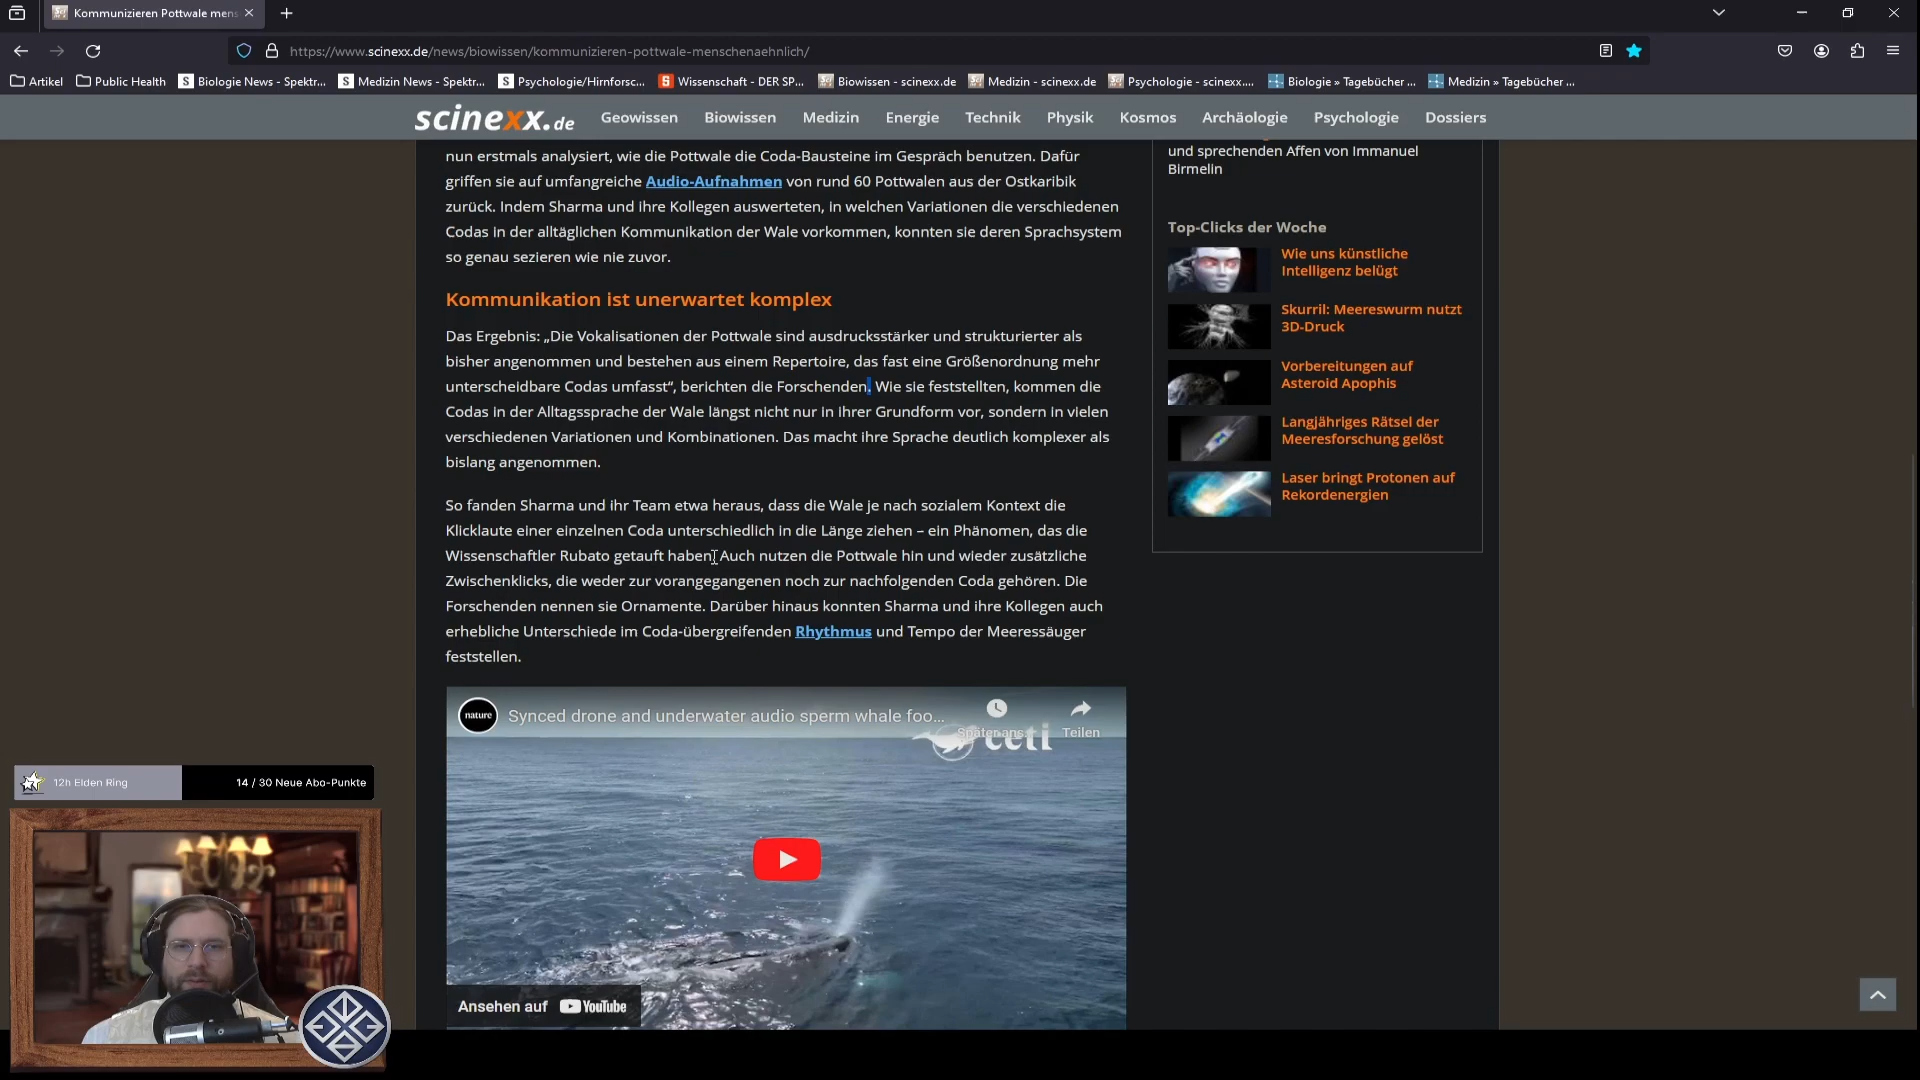 Kommunizieren Pottwale mens
https://www.scinexx.de/news/biowissen/kommunizieren-pottwale-menschenaehnlich/
Artikel
Public Health
Biologie News - Spektr...
Medizin News - Spektr...
Psychologie/Hirnforsc...
Wissenschaft - DER SP...
Biowissen - scinexx.de
Medizin - scinexx.de
Psychologie - scinexx....
Biologie » Tagebücher ...
Medizin » Tagebücher ...
scinexx.de
Geowissen
Biowissen
Medizin
Energie
Technik
Physik
Kosmos
Archäologie
Psychologie
Dossiers
nun erstmals analysiert, wie die Pottwale die Coda-Bausteine im Gespräch benutzen. Dafür
griffen sie auf umfangreiche Audio-Aufnahmen von rund 60 Pottwalen aus der Ostkaribik
zurück. Indem Sharma und ihre Kollegen auswerteten, in welchen Variationen die verschiedenen
Codas in der alltäglichen Kommunikation der Wale vorkommen, konnten sie deren Sprachsystem
so genau sezieren wie nie zuvor.
Kommunikation ist unerwartet komplex
Das Ergebnis: „Die Vokalisationen der Pottwale sind ausdrucksstärker und strukturierter als
bisher angenommen und bestehen aus einem Repertoire, das fast eine Größenordnung mehr
unterscheidbare Codas umfasst“, berichten die Forschenden. Wie sie feststellten, kommen die
Codas in der Alltagssprache der Wale längst nicht nur in ihrer Grundform vor, sondern in vielen
verschiedenen Variationen und Kombinationen. Das macht ihre Sprache deutlich komplexer als
bislang angenommen.
So fanden Sharma und ihr Team etwa heraus, dass die Wale je nach sozialem Kontext die
Klicklaute einer einzelnen Coda unterschiedlich in die Länge ziehen – ein Phänomen, das die
Wissenschaftler Rubato getauft haben. Auch nutzen die Pottwale hin und wieder zusätzliche
Zwischenklicks, die weder zur vorangegangenen noch zur nachfolgenden Coda gehören. Die
Forschenden nennen sie Ornamente. Darüber hinaus konnten Sharma und ihre Kollegen auch
erhebliche Unterschiede im Coda-übergreifenden Rhythmus und Tempo der Meeressäuger
feststellen.
nature
Synced drone and underwater audio sperm whale foo...
Später ans...
Teilen
ceti
Ansehen auf YouTube
und sprechenden Affen von Immanuel
Birmelin
Top-Clicks der Woche
Wie uns künstliche
Intelligenz belügt
Skurril: Meereswurm nutzt
3D-Druck
Vorbereitungen auf
Asteroid Apophis
Langjähriges Rätsel der
Meeresforschung gelöst
Laser bringt Protonen auf
Rekordenergien
12h Elden Ring
14 / 30 Neue Abo-Punkte